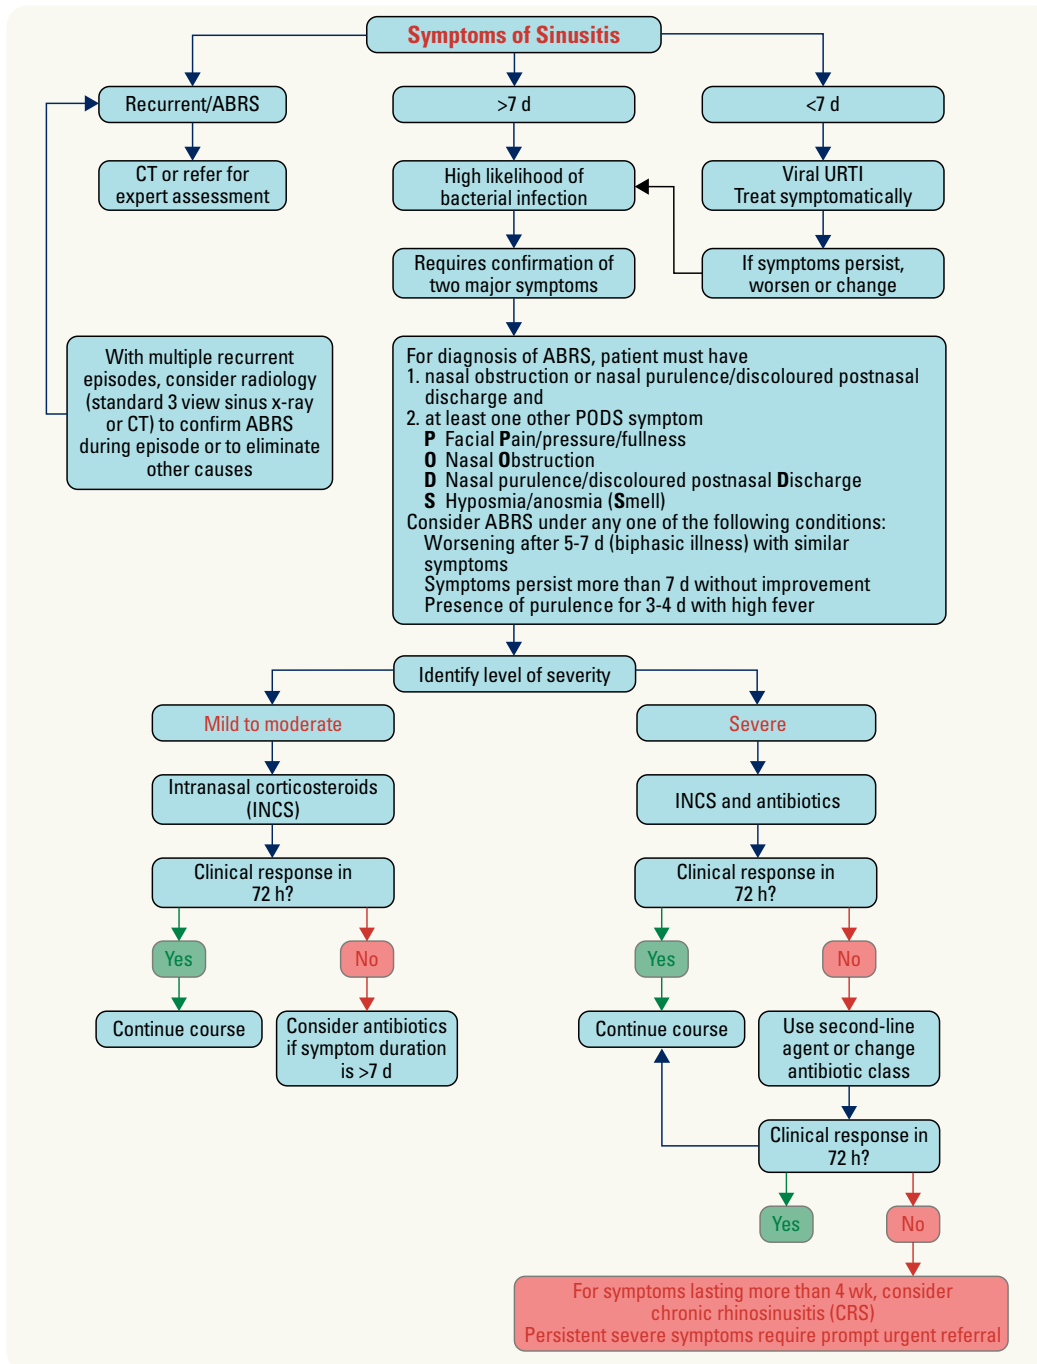 Symptoms of Sinusitis
Recurrent/ABRS
>7 d
<7 d
CT or refer for
expert assessment
High likelihood of
bacterial infection
Viral URTI
Treat symptomatically
Requires confirmation of
two major symptoms
If symptoms persist,
worsen or change
With multiple recurrent
episodes, consider radiology
(standard 3 view sinus x-ray
or CT) to confirm ABRS
during episode or to eliminate
other causes
For diagnosis of ABRS, patient must have
1. nasal obstruction or nasal purulence/discoloured postnasal
discharge and
2. at least one other PODS symptom
P Facial Pain/pressure/fullness
O Nasal Obstruction
D Nasal purulence/discoloured postnasal Discharge
S Hyposmia/anosmia (Smell)
Consider ABRS under any one of the following conditions:
Worsening after 5-7 d (biphasic illness) with similar
symptoms
Symptoms persist more than 7 d without improvement
Presence of purulence for 3-4 d with high fever
Identify level of severity
Mild to moderate
Severe
Intranasal corticosteroids
(INCS)
INCS and antibiotics
Clinical response in
72 h?
Clinical response in
72 h?
Yes
No
Yes
No
Continue course
Consider antibiotics
if symptom duration
is >7 d
Continue course
Use second-line
agent or change
antibiotic class
Clinical response in
72 h?
Yes
No
For symptoms lasting more than 4 wk, consider
chronic rhinosinusitis (CRS)
Persistent severe symptoms require prompt urgent referral